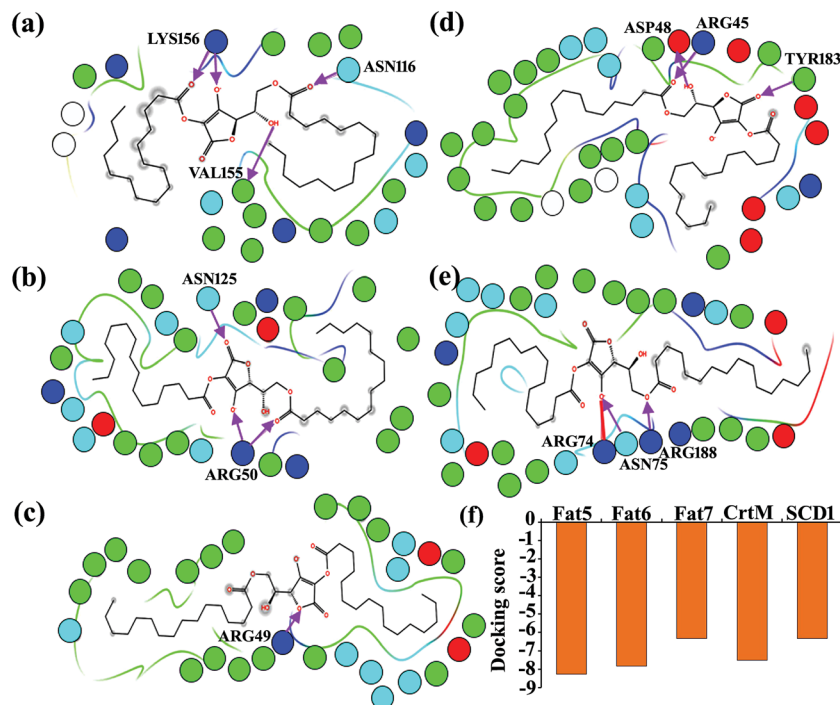 (a)
LYS156
ASN116
VAL155
(d)
ASP48
ARG45
TYR183
(b)
ASN125
ARG50
(e)
OH
ARG74
ASN75
ARG188
(c)
ARG49
(f)
Fat5 Fat6 Fat7 CrtM SCD1
Docking score
0
-1
-2
-3
-4
-5
-6
-7
-8
-9